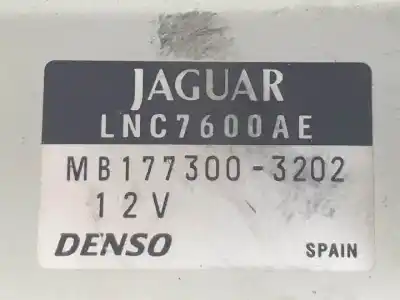 JAGUAR
LNC7600AE
MB177300-3202
12V
DENSO SPAIN